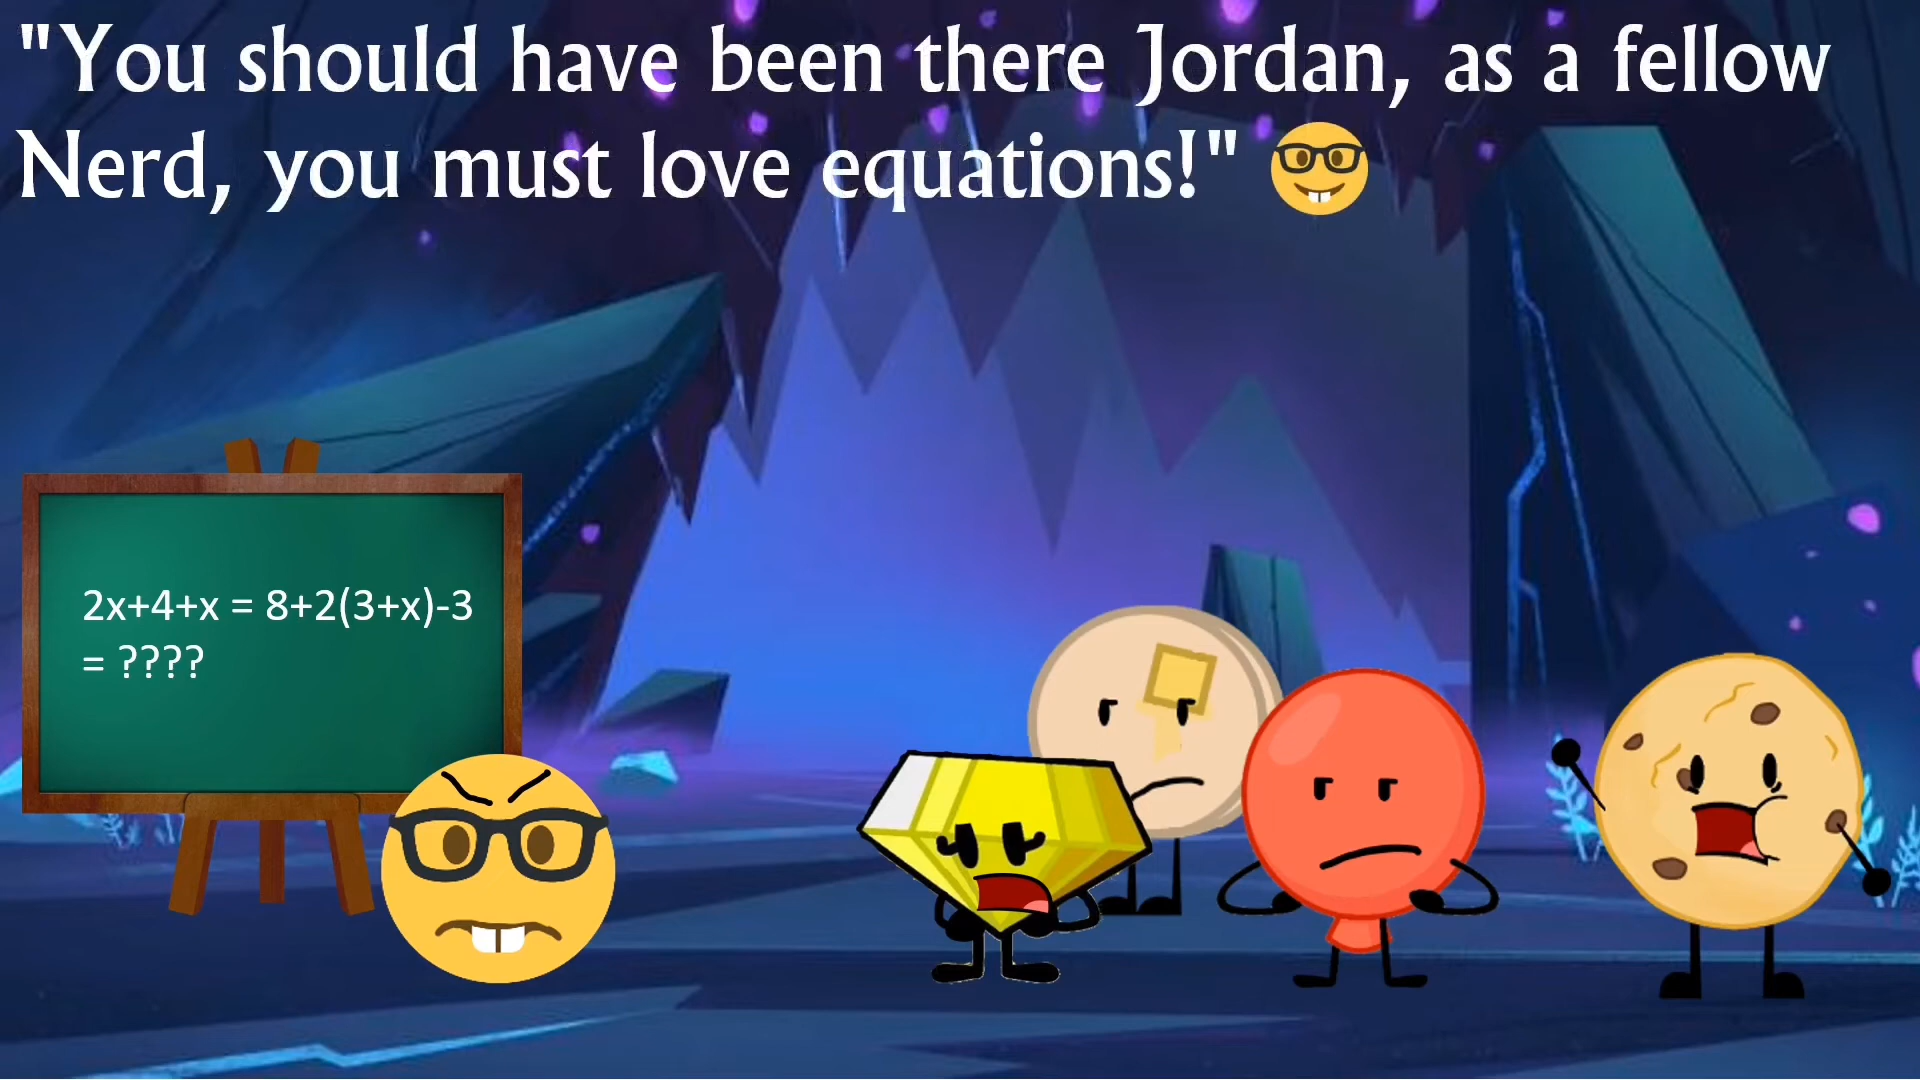 "You should have been there Jordan, as a fellow
Nerd, you must love equations!" 🤓
2x+4+x = 8+2(3+x)-3
= ????